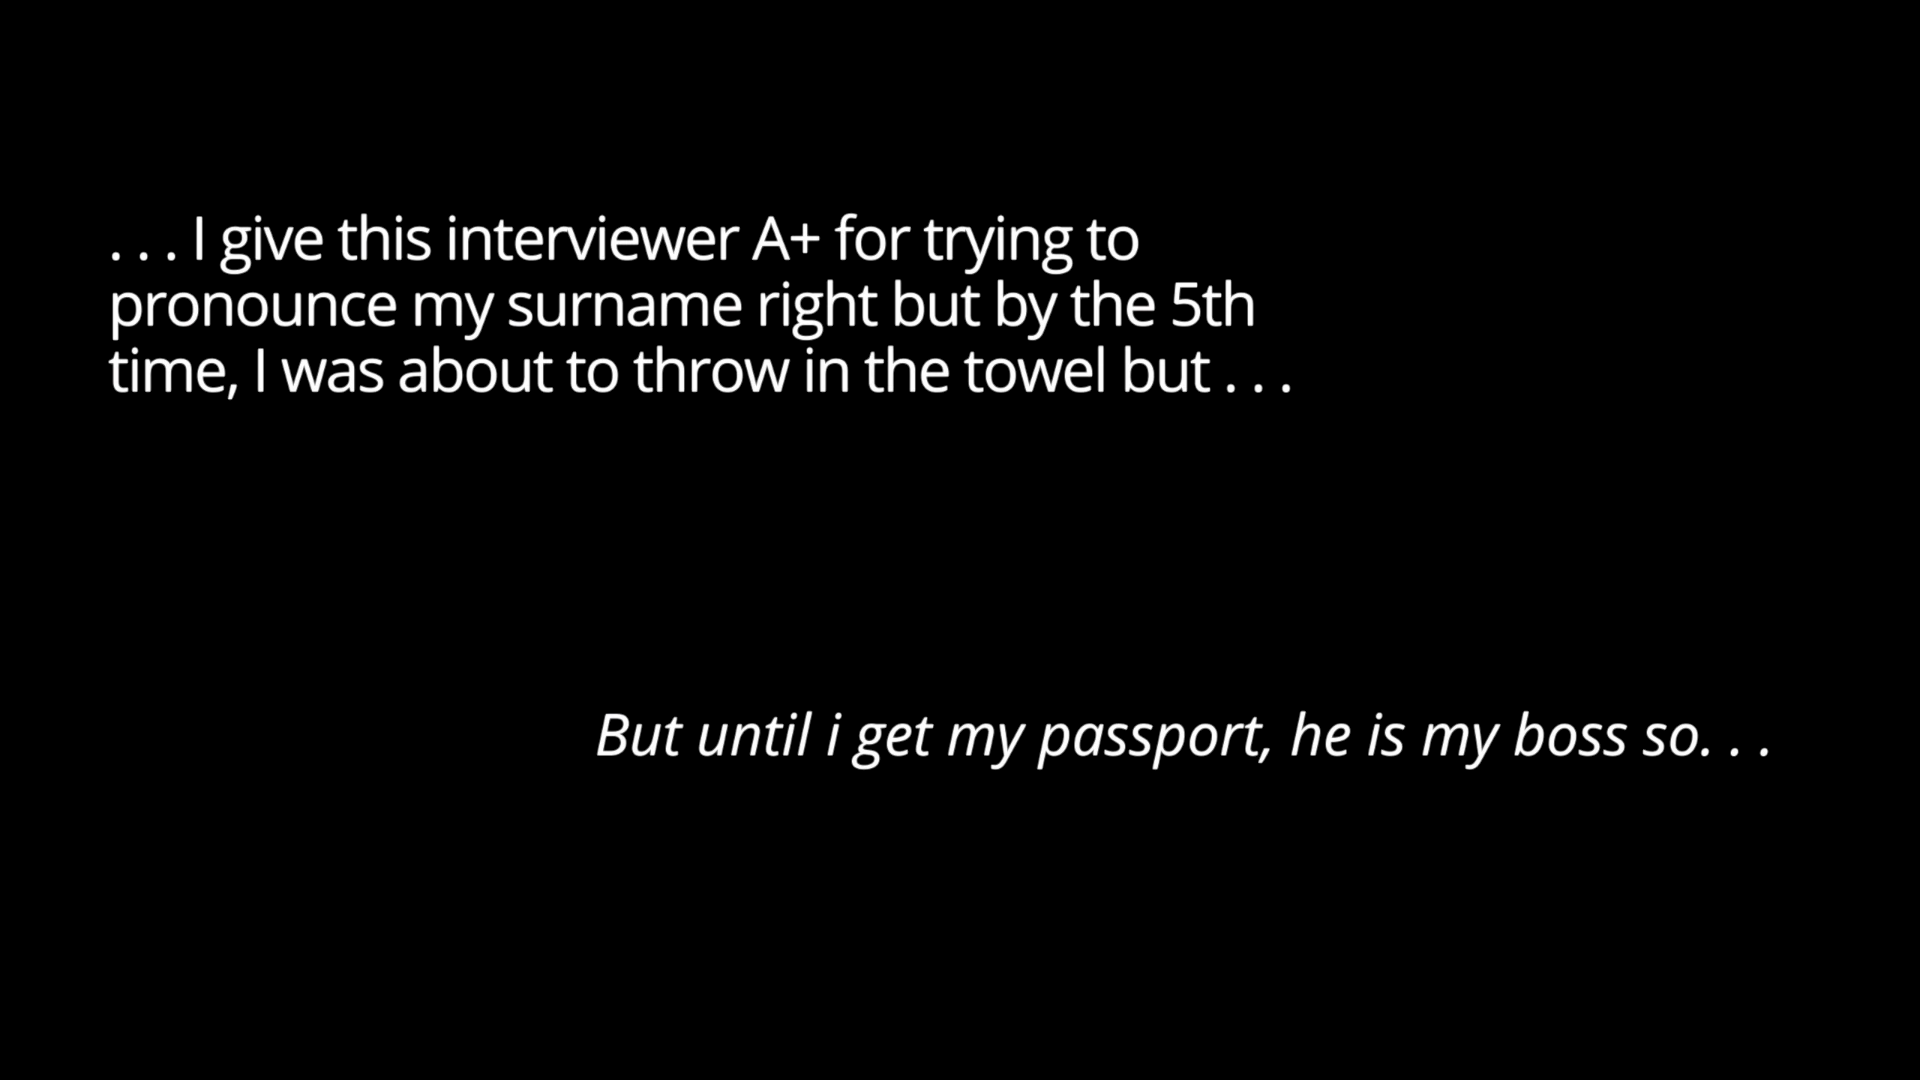 . . . I give this interviewer A+ for trying to
pronounce my surname right but by the 5th
time, I was about to throw in the towel but . . .
But until i get my passport, he is my boss so. . .